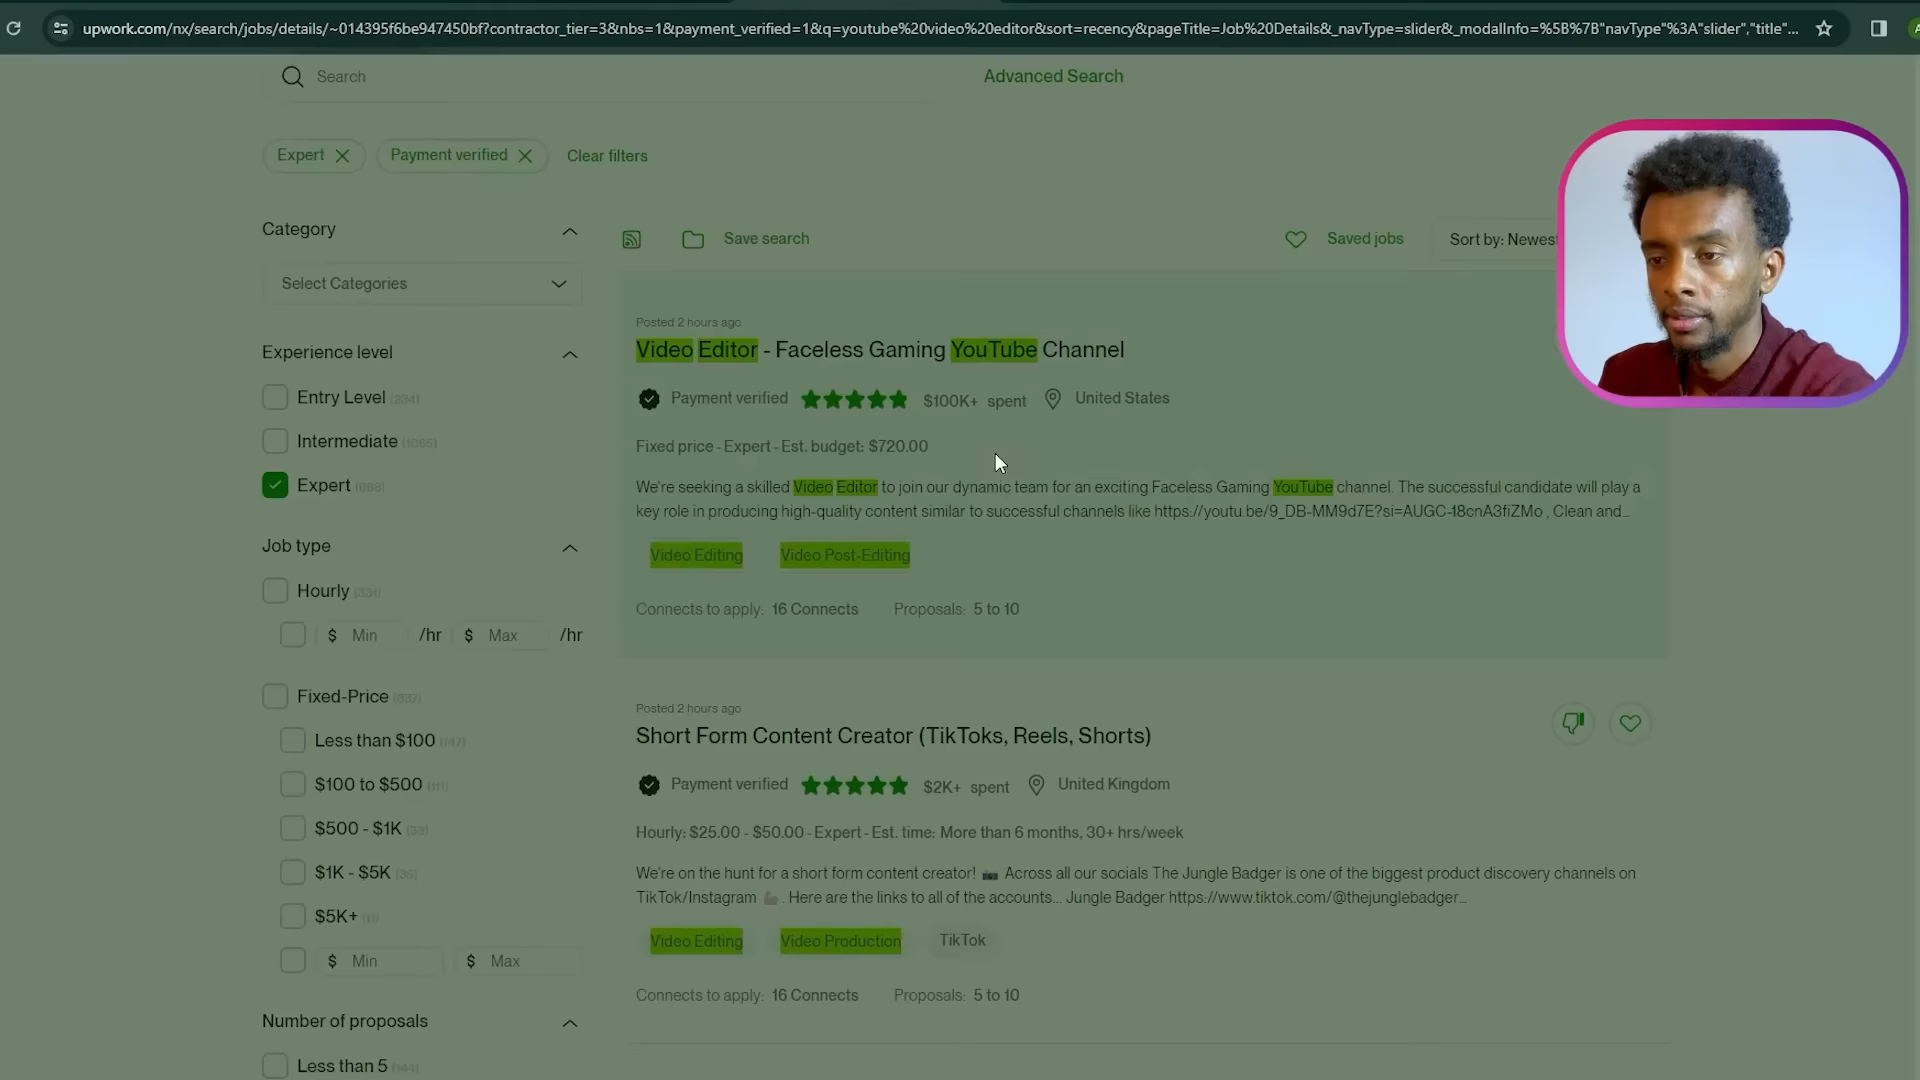 upwork.com/nx/search/jobs/details/~014395f6be947450bf?contractor_tier=3&nbs=1&payment_verified=1&q=youtube%20video%20editor&sort=recency&pageTitle=Job%20Details&_navType=slider&_modalInfo=%5B%7B"navType"%3A"slider","title"...
Search
Advanced Search
Expert
Payment verified
Clear filters
Category
Select Categories
Experience level
Entry Level (234)
Intermediate (1065)
Expert (668)
Job type
Hourly (331)
$ Min /hr $ Max /hr
Fixed-Price (337)
Less than $100 (147)
$100 to $500 (111)
$500 - $1K (33)
$1K - $5K (35)
$5K+ (11)
$ Min $ Max
Number of proposals
Less than 5 (144)
Save search
Saved jobs
Sort by: Newest
Posted 2 hours ago
Video Editor - Faceless Gaming YouTube Channel
Payment verified $100K+ spent United States
Fixed price - Expert - Est. budget: $720.00
We're seeking a skilled Video Editor to join our dynamic team for an exciting Faceless Gaming YouTube channel. The successful candidate will play a
key role in producing high-quality content similar to successful channels like https://youtu.be/9_DB-MM9d7E?si=AUGC-18cnA3fiZMo , Clean and...
Video Editing Video Post-Editing
Connects to apply: 16 Connects Proposals: 5 to 10
Posted 2 hours ago
Short Form Content Creator (TikToks, Reels, Shorts)
Payment verified $2K+ spent United Kingdom
Hourly: $25.00 - $50.00 - Expert - Est. time: More than 6 months, 30+ hrs/week
We're on the hunt for a short form content creator! 📷 Across all our socials The Jungle Badger is one of the biggest product discovery channels on
TikTok/Instagram 💪 . Here are the links to all of the accounts... Jungle Badger https://www.tiktok.com/@thejunglebadger...
Video Editing Video Production TikTok
Connects to apply: 16 Connects Proposals: 5 to 10